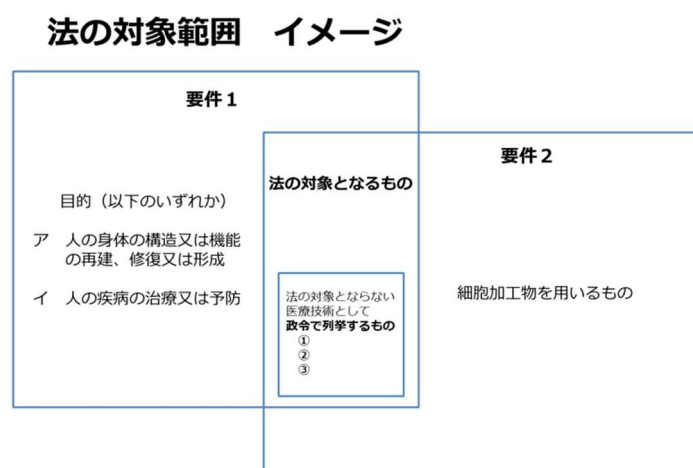 法の対象範囲　イメージ
要件１
要件２
法の対象となるもの
目的（以下のいずれか）
ア　人の身体の構造又は機能
の再建、修復又は形成
イ　人の疾病の治療又は予防
法の対象とならない
医療技術として
政令で列挙するもの
①
②
③
細胞加工物を用いるもの